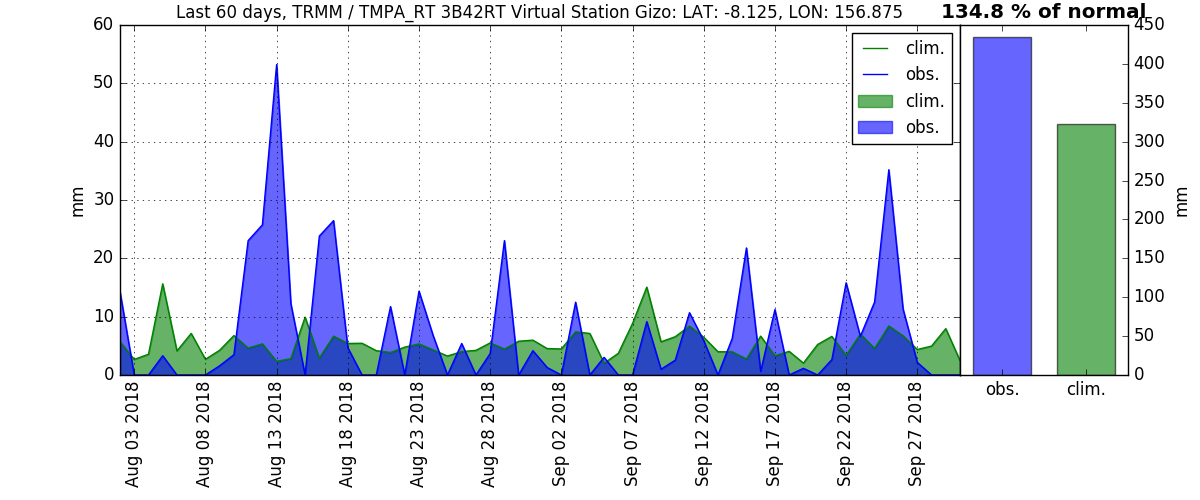 Last 60 days, TRMM / TMPA_RT 3B42RT Virtual Station Gizo: LAT: -8.125, LON: 156.875
134.8 % of normal
60
50
40
30
20
10
0
mm
clim.
obs.
clim.
obs.
Aug 03 2018
Aug 08 2018
Aug 13 2018
Aug 18 2018
Aug 23 2018
Aug 28 2018
Sep 02 2018
Sep 07 2018
Sep 12 2018
Sep 17 2018
Sep 22 2018
Sep 27 2018
450
400
350
300
250
200
150
100
50
0
mm
obs.
clim.